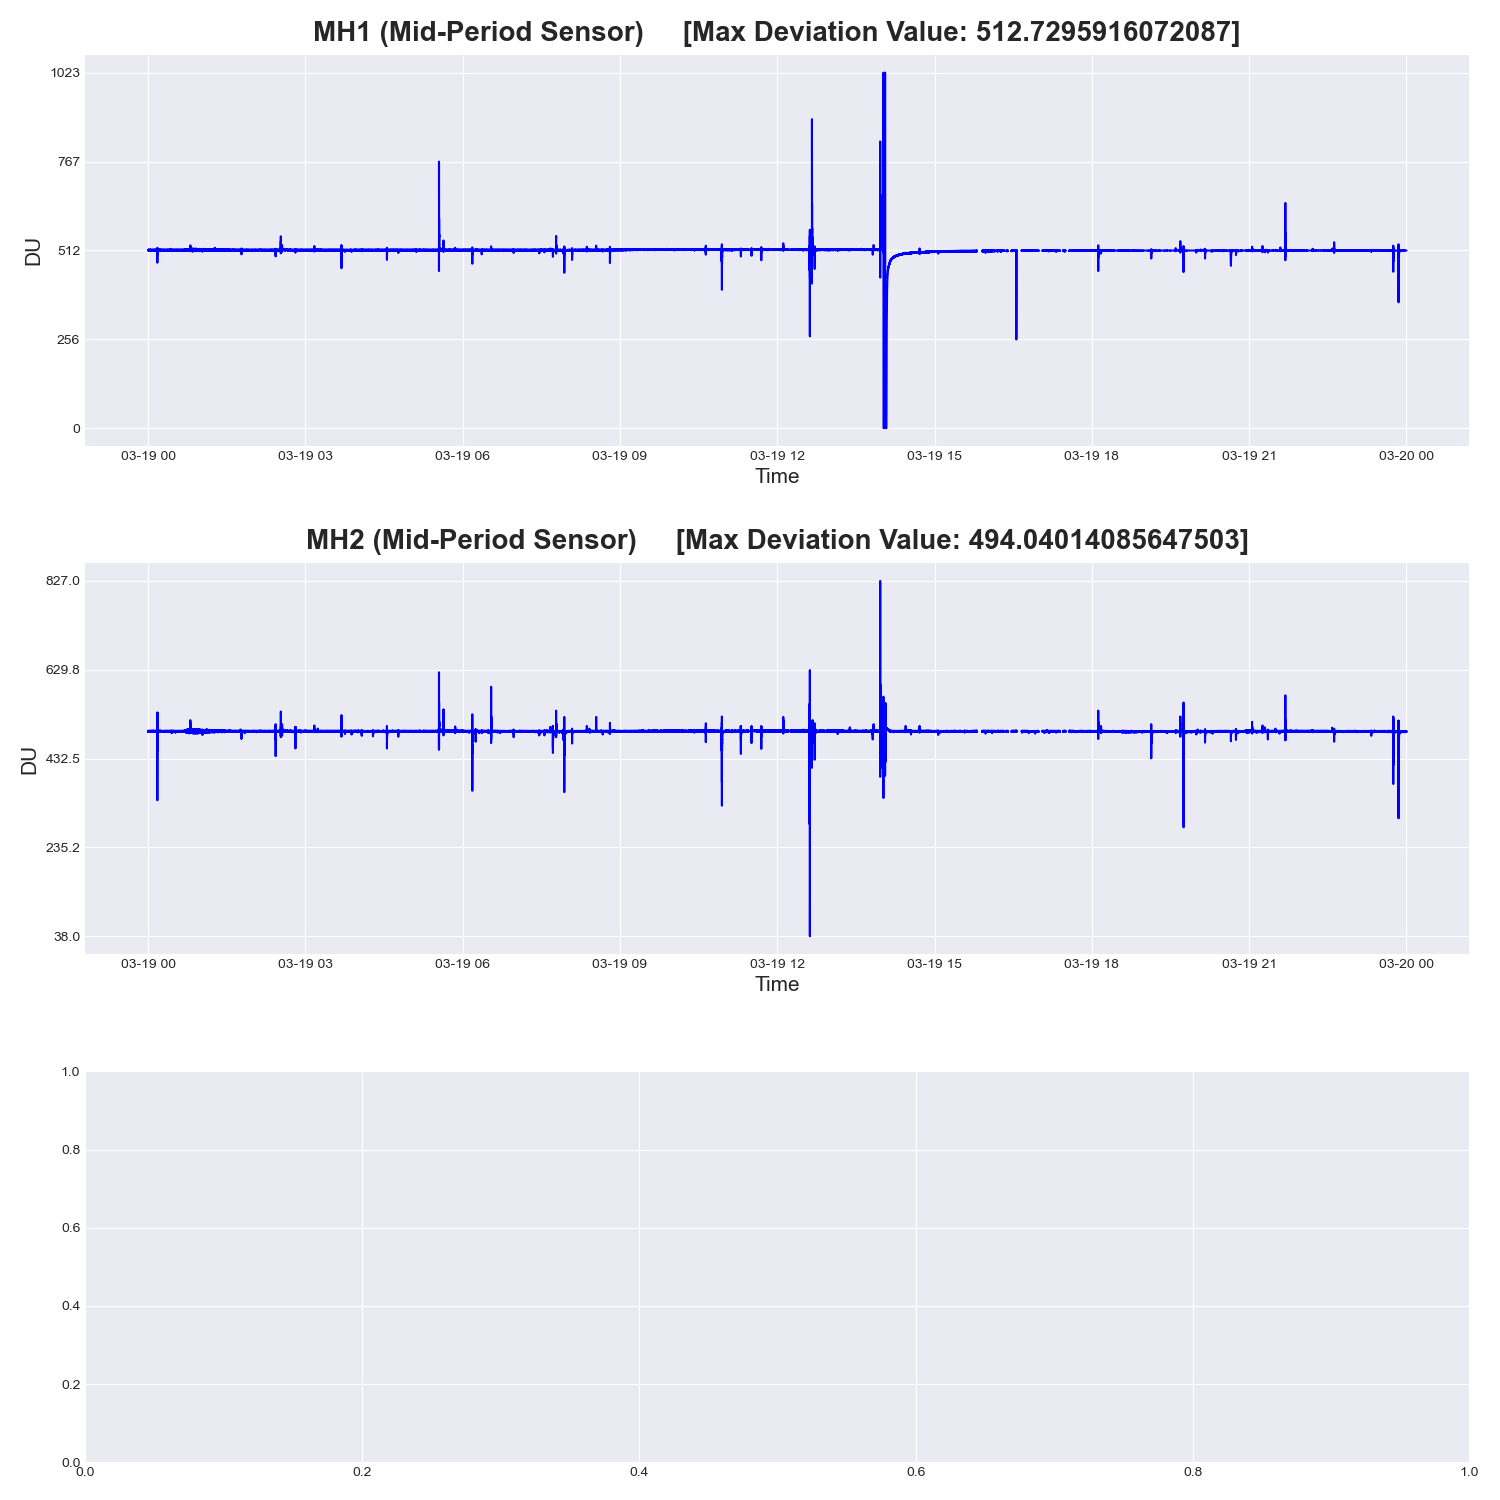 MH1 (Mid-Period Sensor) [Max Deviation Value: 512.7295916072087]
1023
767
512
256
0
DU
03-19 00 03-19 03 03-19 06 03-19 09 03-19 12 03-19 15 03-19 18 03-19 21 03-20 00
Time
MH2 (Mid-Period Sensor) [Max Deviation Value: 494.04014085647503]
827.0
629.8
432.5
235.2
38.0
DU
03-19 00 03-19 03 03-19 06 03-19 09 03-19 12 03-19 15 03-19 18 03-19 21 03-20 00
Time
1.0
0.8
0.6
0.4
0.2
0.0
0.0 0.2 0.4 0.6 0.8 1.0